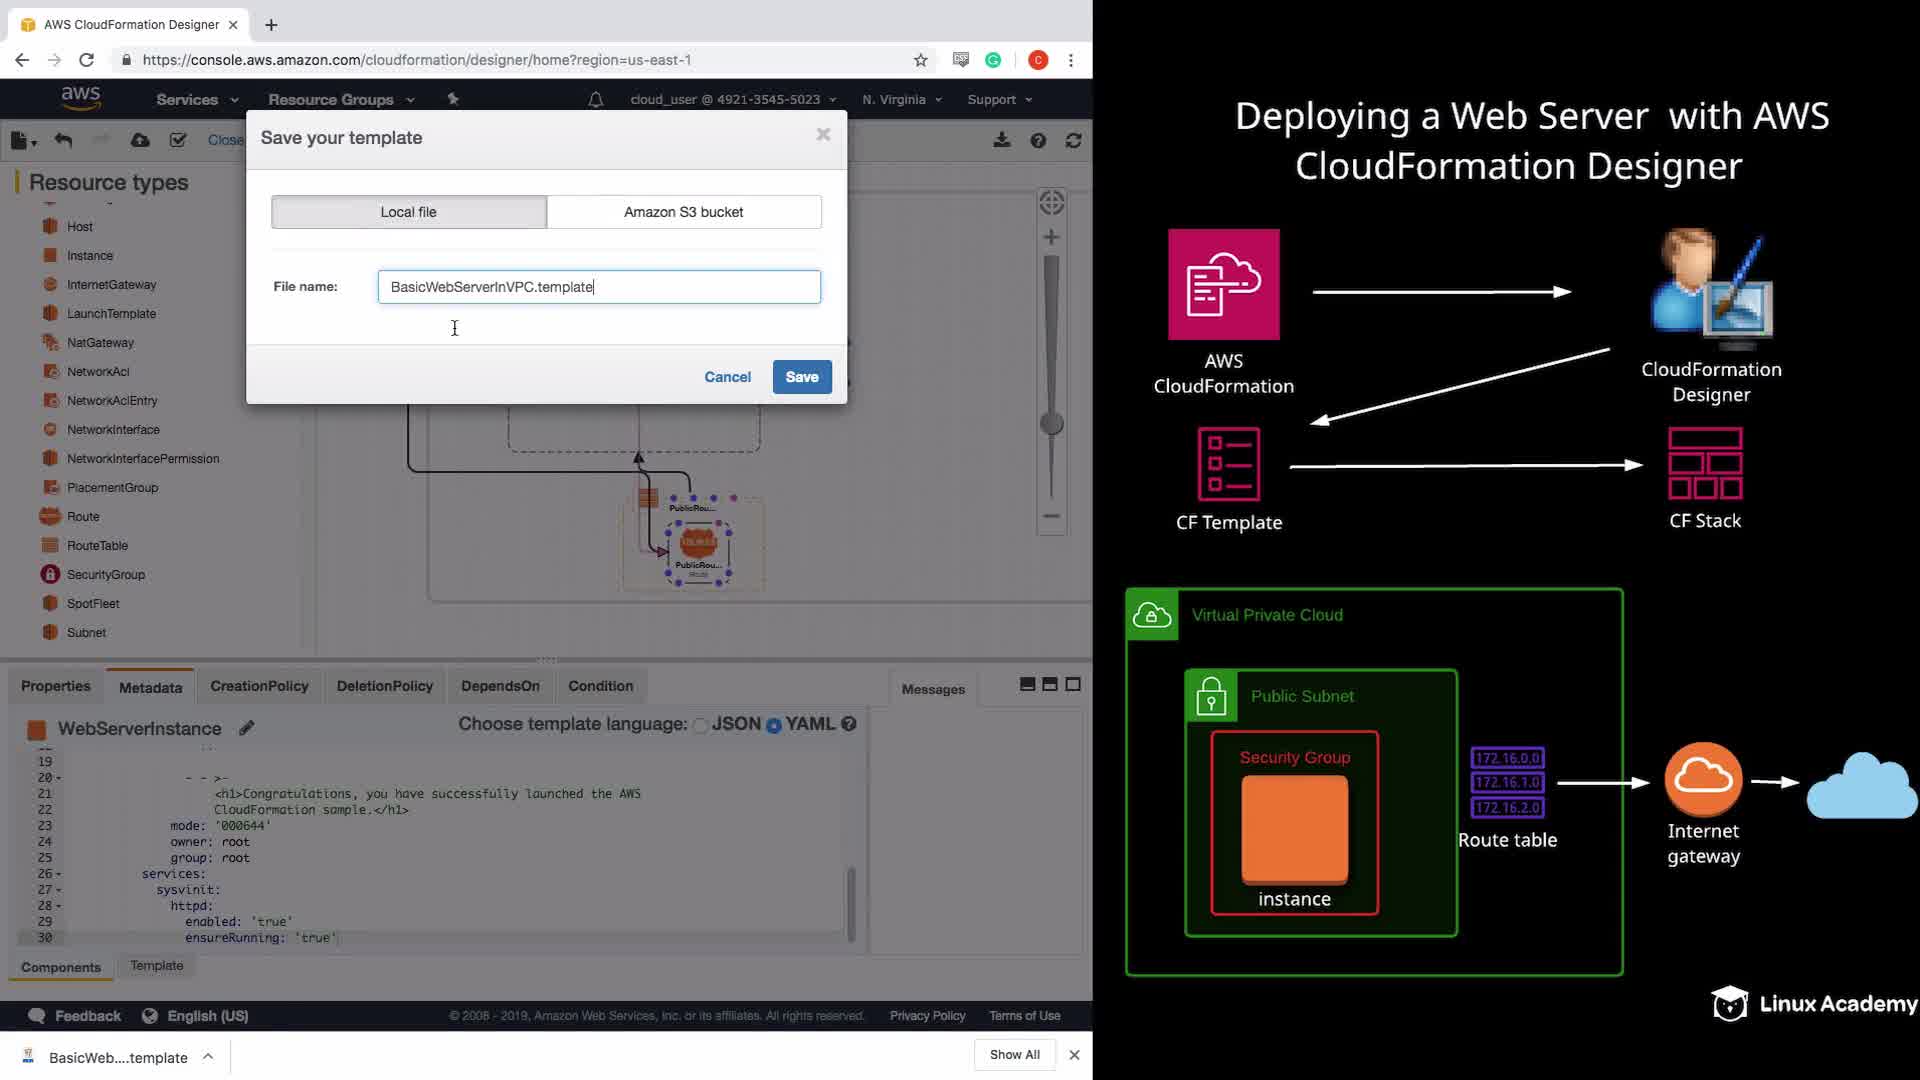 AWS CloudFormation Designer
https://console.aws.amazon.com/cloudformation/designer/home?region=us-east-1
aws
Services
Resource Groups
cloud_user @ 4921-3545-5023
N. Virginia
Support
Close
Save your template
Local file
Amazon S3 bucket
File name:
BasicWebServerInVPC.template
Cancel
Save
Resource types
Host
Instance
InternetGateway
LaunchTemplate
NatGateway
NetworkAcl
NetworkAclEntry
NetworkInterface
NetworkInterfacePermission
PlacementGroup
Route
RouteTable
SecurityGroup
SpotFleet
Subnet
PublicRou...
PublicRou...
Route
Properties
Metadata
CreationPolicy
DeletionPolicy
DependsOn
Condition
Messages
WebServerInstance
Choose template language: JSON YAML
19
20 - - >-
21 <h1>Congratulations, you have successfully launched the AWS
22 CloudFormation sample.</h1>
23 mode: '000644'
24 owner: root
25 group: root
26 services:
27 sysvinit:
28 httpd:
29 enabled: 'true'
30 ensureRunning: 'true'
Components
Template
Feedback
English (US)
© 2008 - 2019, Amazon Web Services, Inc. or its affiliates. All rights reserved.
Privacy Policy
Terms of Use
BasicWeb....template
Show All
Deploying a Web Server with AWS
CloudFormation Designer
AWS
CloudFormation
CloudFormation
Designer
CF Template
CF Stack
Virtual Private Cloud
Public Subnet
Security Group
instance
172.16.0.0
172.16.1.0
172.16.2.0
Route table
Internet
gateway
Linux Academy